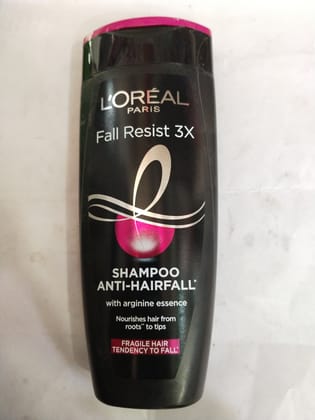 L'ORÉAL
PARIS
Fall Resist 3X
SHAMPOO
ANTI-HAIRFALL*
with arginine essence
Nourishes hair from
roots** to tips
FRAGILE HAIR
TENDENCY TO FALL*